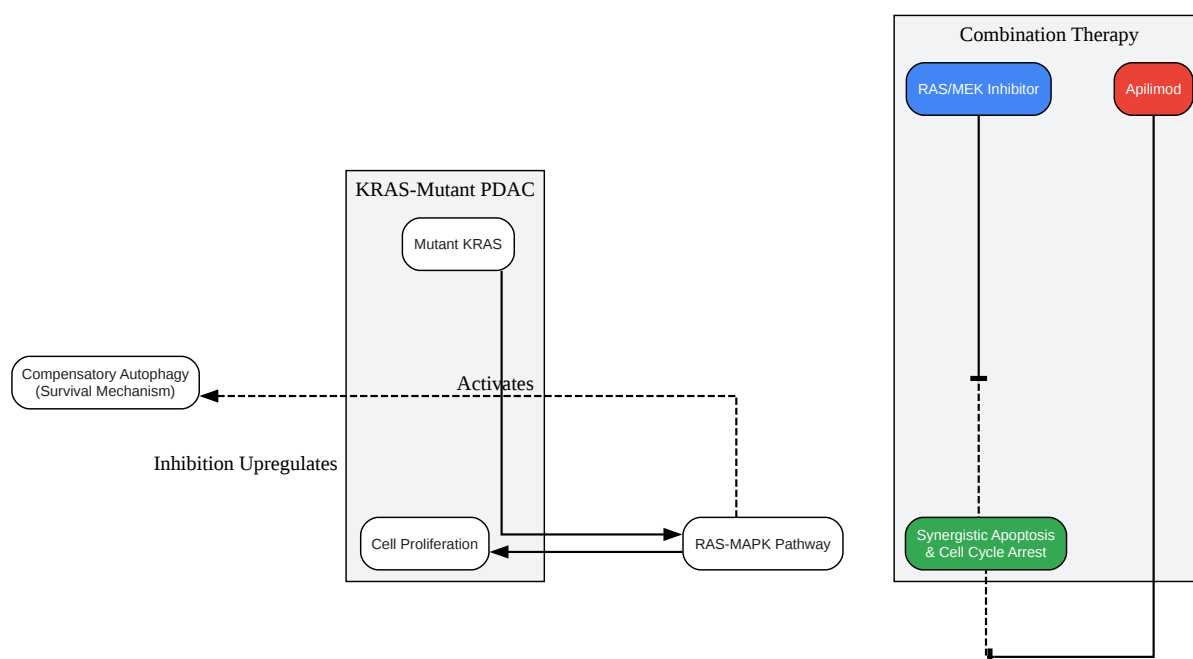 Combination Therapy
RAS/MEK Inhibitor
Apilimod
KRAS-Mutant PDAC
Mutant KRAS
Compensatory Autophagy
(Survival Mechanism)
Activates
Inhibition Upregulates
Cell Proliferation
RAS-MAPK Pathway
Synergistic Apoptosis
& Cell Cycle Arrest